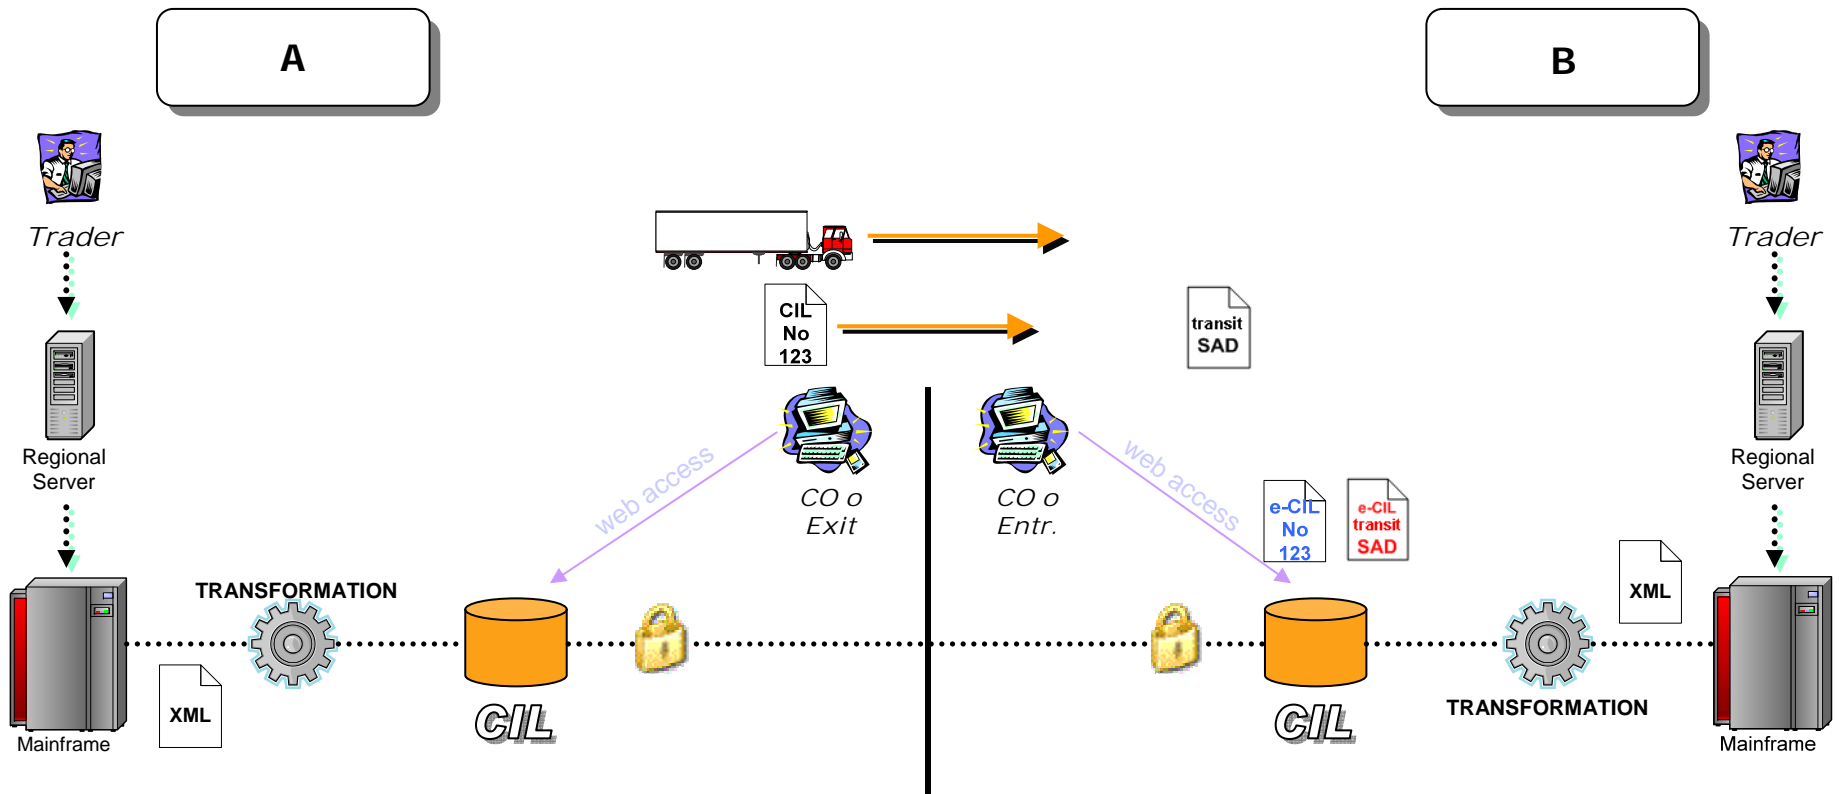 A
B
Trader
Trader
CIL
No
123
transit
SAD
Regional
Server
Regional
Server
web access
web access
CO o
Exit
CO o
Entr.
e-CIL
No
123
e-CIL
transit
SAD
TRANSFORMATION
XML
XML
TRANSFORMATION
CIL
CIL
Mainframe
Mainframe